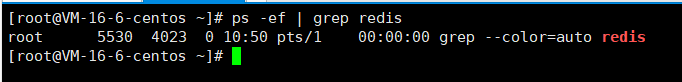 [root@VM-16-6-centos ~]# ps -ef | grep redis
root      5530  4023  0 10:50 pts/1    00:00:00 grep --color=auto redis
[root@VM-16-6-centos ~]#